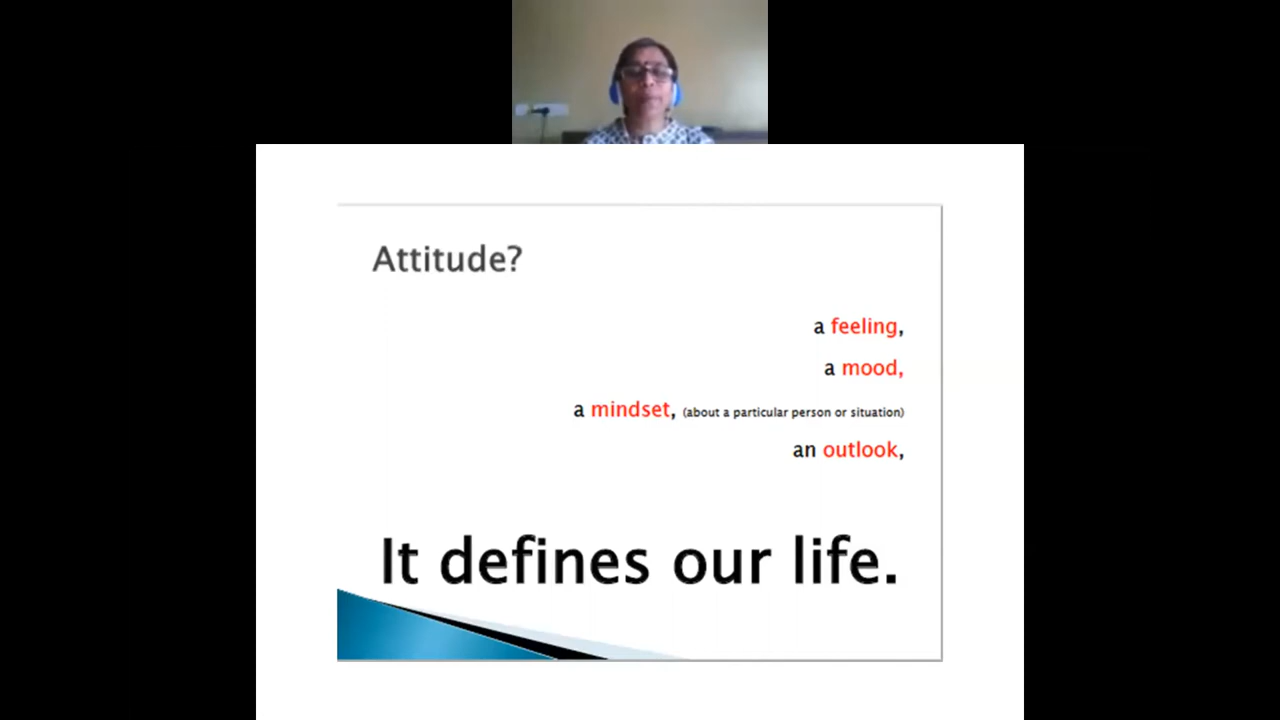 Attitude?
a feeling,
a mood,
a mindset, (about a particular person or situation)
an outlook,
It defines our life.